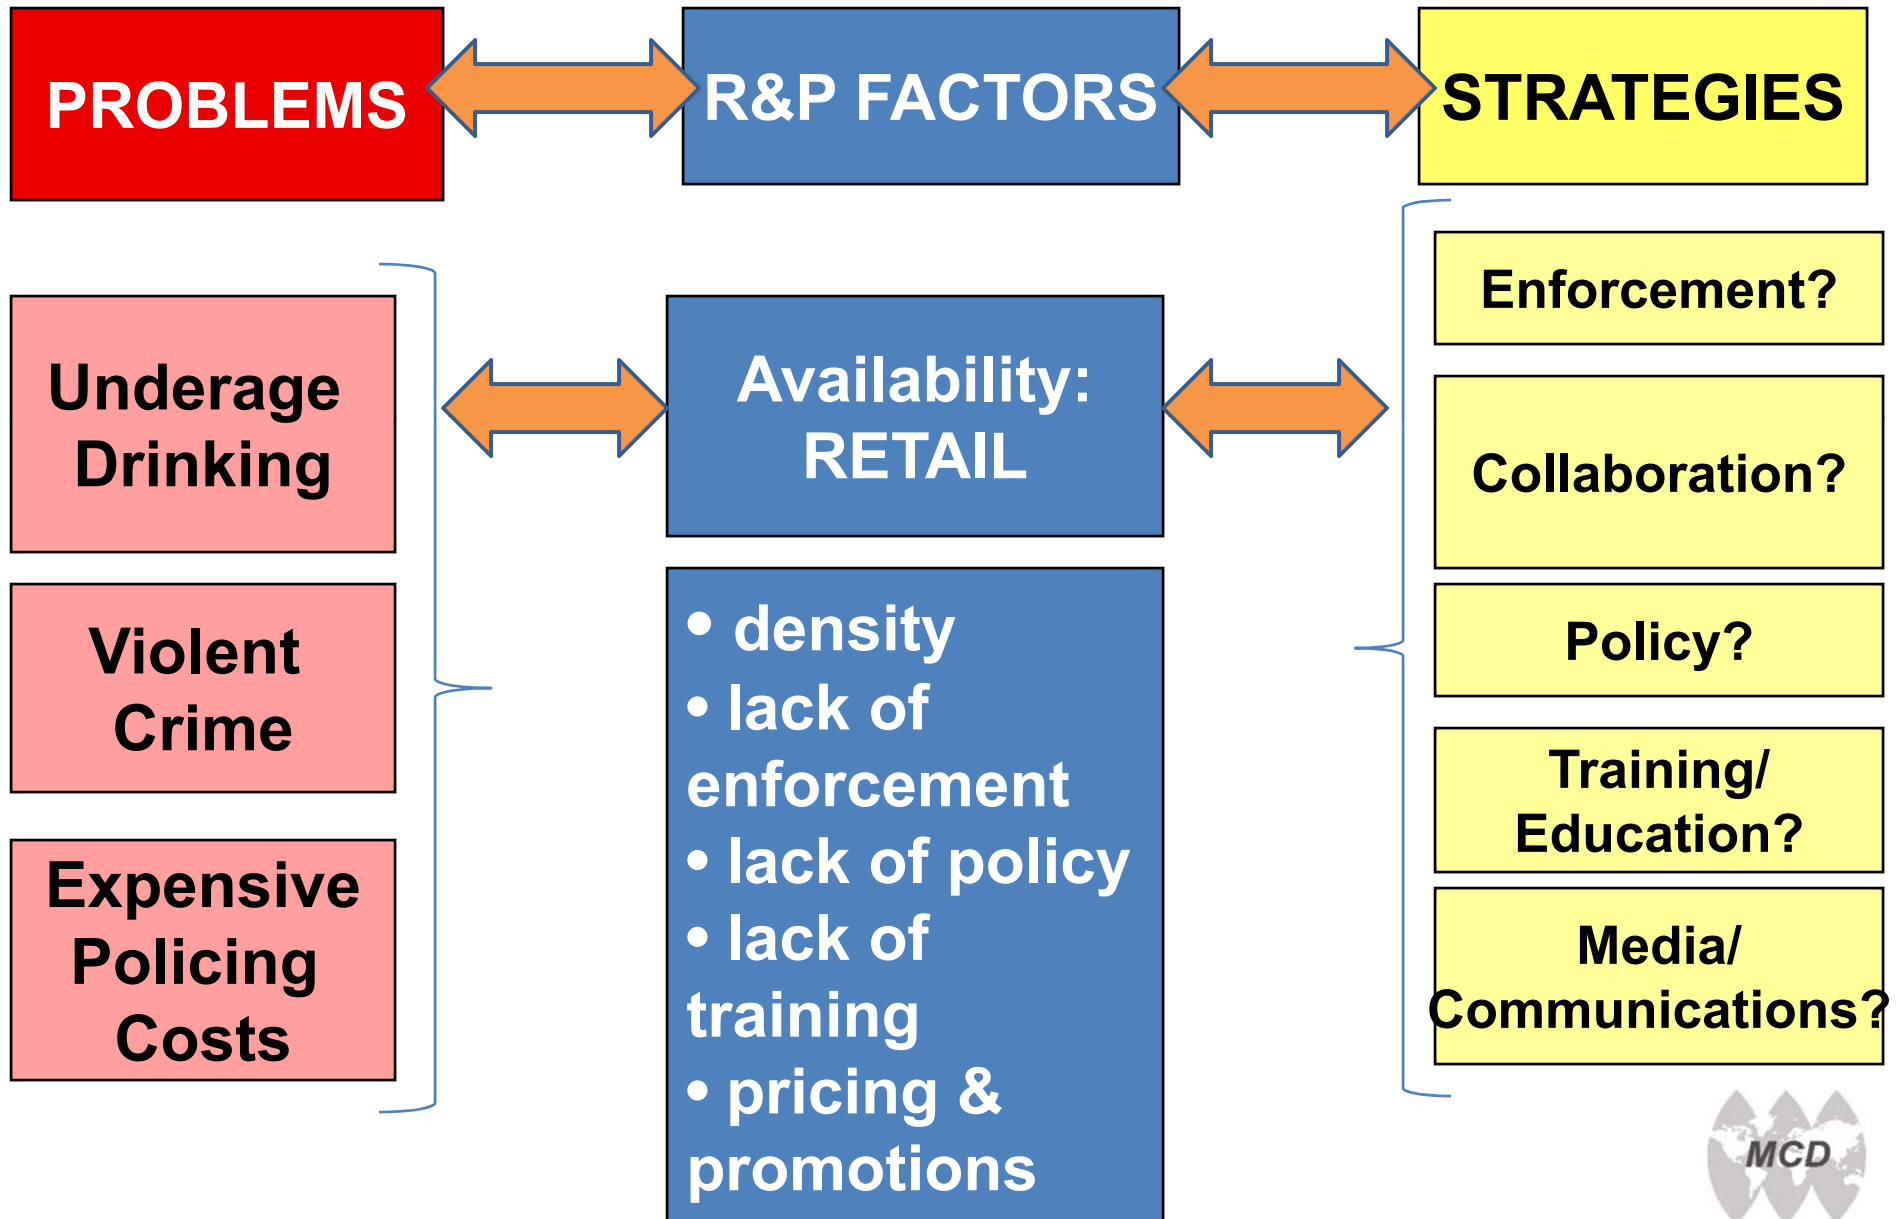 PROBLEMS
R&P FACTORS
STRATEGIES
Underage
Drinking
Violent
Crime
Expensive
Policing
Costs
Availability:
RETAIL
• density
• lack of
enforcement
• lack of policy
• lack of
training
• pricing &
promotions
Enforcement?
Collaboration?
Policy?
Training/
Education?
Media/
Communications?
MCD